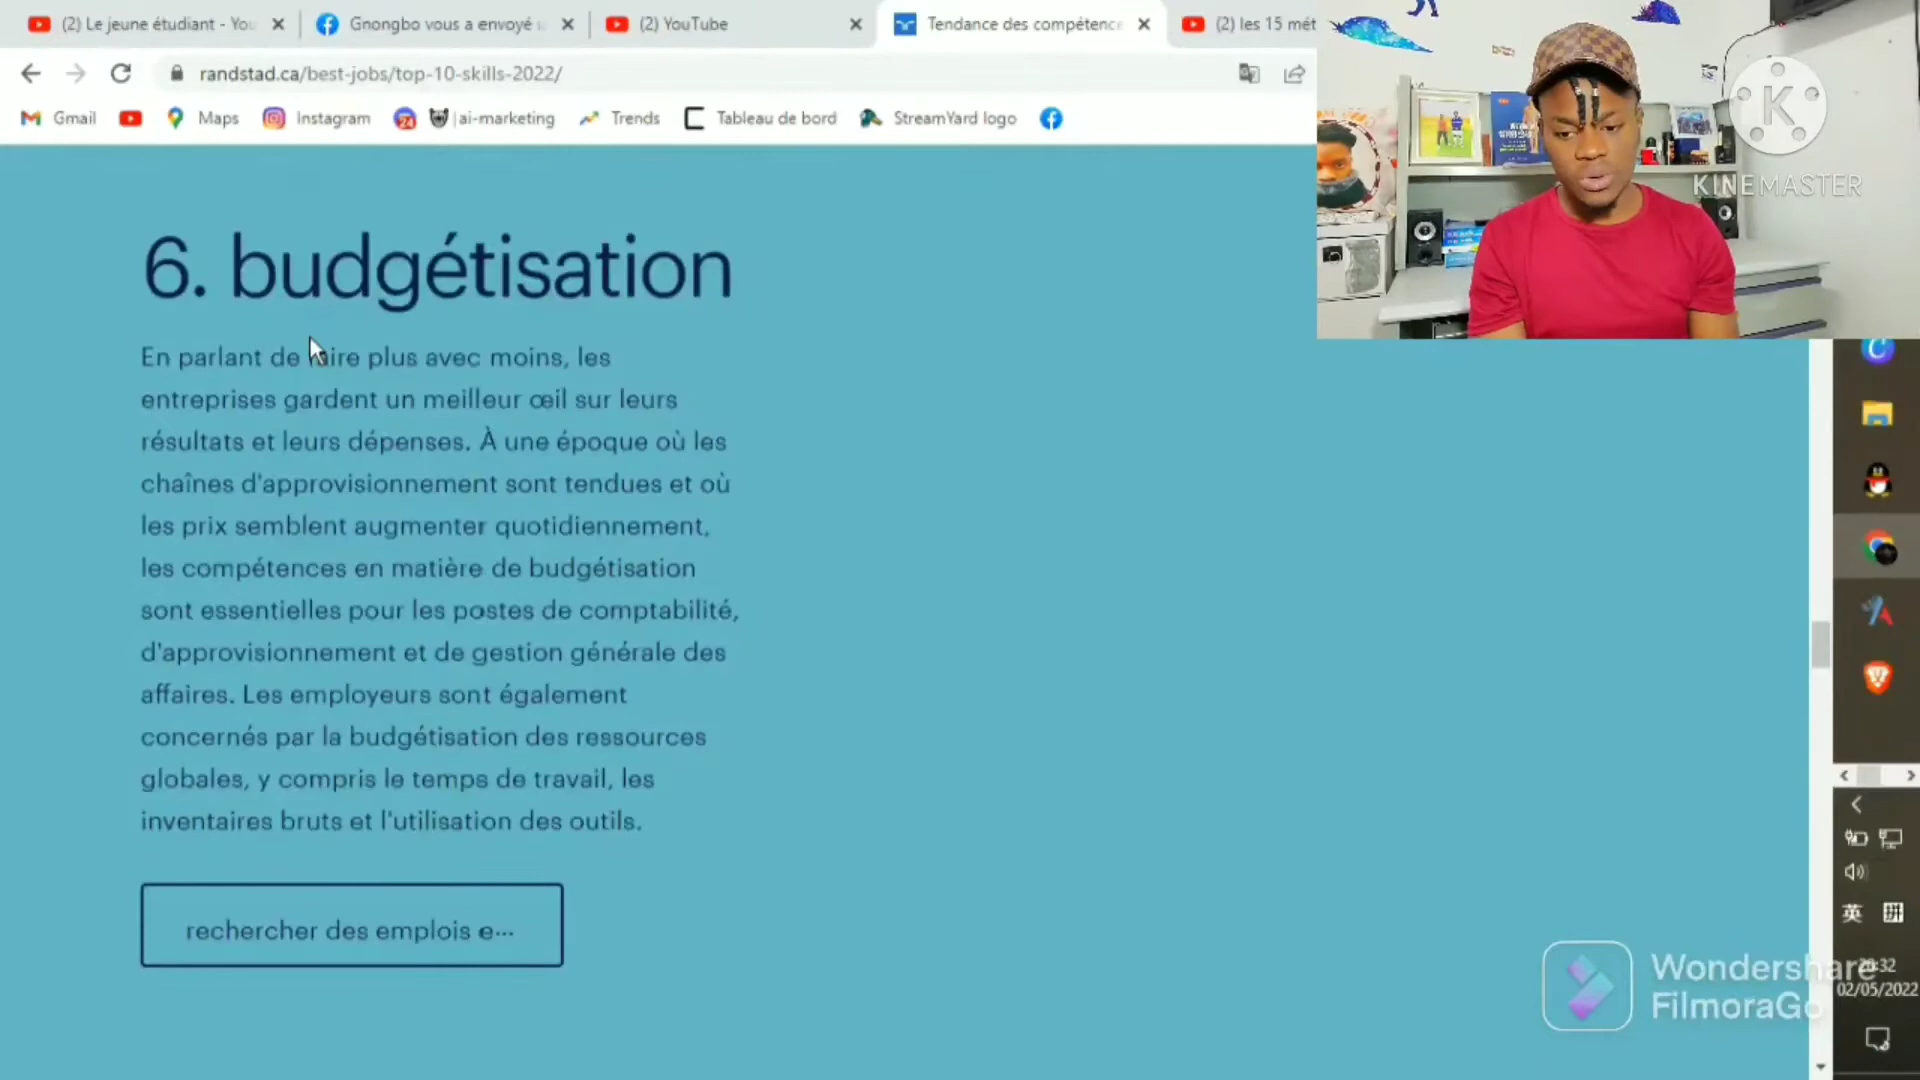 (2) Le jeune étudiant - You
Gnongbo vous a envoyé
(2) YouTube
Tendance des compétence
(2) les 15 mét
randstad.ca/best-jobs/top-10-skills-2022/
Gmail
Maps
Instagram
24
ai-marketing
Trends
Tableau de bord
StreamYard logo
K
KINEMASTER
6. budgétisation
En parlant de faire plus avec moins, les
entreprises gardent un meilleur œil sur leurs
résultats et leurs dépenses. À une époque où les
chaînes d'approvisionnement sont tendues et où
les prix semblent augmenter quotidiennement,
les compétences en matière de budgétisation
sont essentielles pour les postes de comptabilité,
d'approvisionnement et de gestion générale des
affaires. Les employeurs sont également
concernés par la budgétisation des ressources
globales, y compris le temps de travail, les
inventaires bruts et l'utilisation des outils.
rechercher des emplois e...
英 拼
Wondershare
FilmoraGo
20:32
02/05/2022